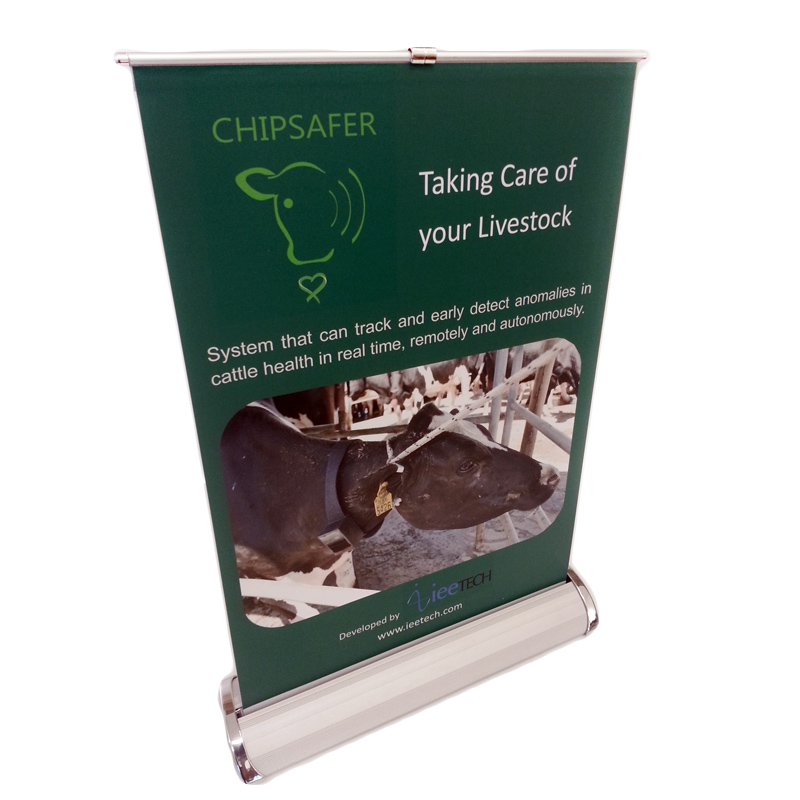 CHIPSAFER
Taking Care of
your Livestock
System that can track and early detect anomalies in
cattle health in real time, remotely and autonomously.
Developed by ieeTECH
www.ieetech.com